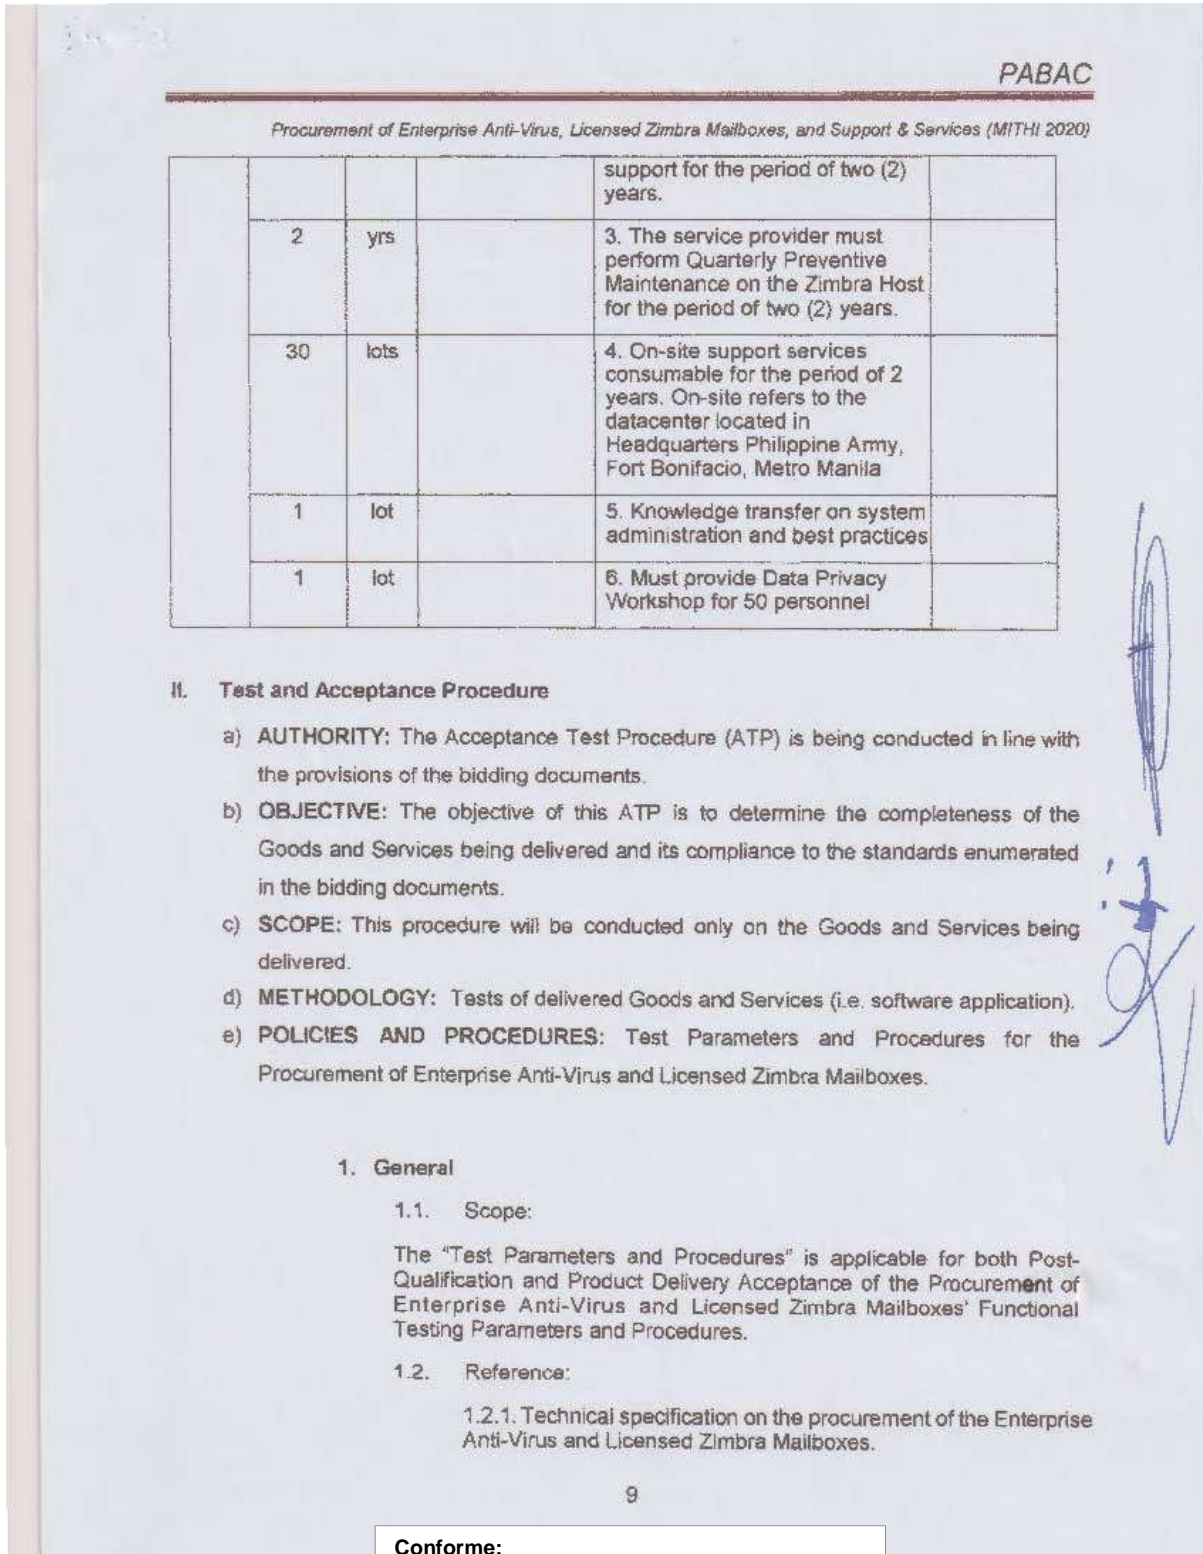 PABAC
Procurement of Enterprise Anti-Virus, Licensed Zimbra Mailboxes, and Support & Services (MITHI 2020)
support for the period of two (2)
years.
2 yrs 3. The service provider must
perform Quarterly Preventive
Maintenance on the Zimbra Host
for the period of two (2) years.
30 lots 4. On-site support services
consumable for the period of 2
years. On-site refers to the
datacenter located in
Headquarters Philippine Army,
Fort Bonifacio, Metro Manila
1 lot 5. Knowledge transfer on system
administration and best practices
1 lot 6. Must provide Data Privacy
Workshop for 50 personnel
II. Test and Acceptance Procedure
a) AUTHORITY: The Acceptance Test Procedure (ATP) is being conducted in line with
the provisions of the bidding documents.
b) OBJECTIVE: The objective of this ATP is to determine the completeness of the
Goods and Services being delivered and its compliance to the standards enumerated
in the bidding documents.
c) SCOPE: This procedure will be conducted only on the Goods and Services being
delivered.
d) METHODOLOGY: Tests of delivered Goods and Services (i.e. software application).
e) POLICIES AND PROCEDURES: Test Parameters and Procedures for the
Procurement of Enterprise Anti-Virus and Licensed Zimbra Mailboxes.
1. General
1.1. Scope:
The "Test Parameters and Procedures" is applicable for both Post-
Qualification and Product Delivery Acceptance of the Procurement of
Enterprise Anti-Virus and Licensed Zimbra Mailboxes' Functional
Testing Parameters and Procedures.
1.2. Reference:
1.2.1. Technical specification on the procurement of the Enterprise
Anti-Virus and Licensed Zimbra Mailboxes.
9
Conforme: